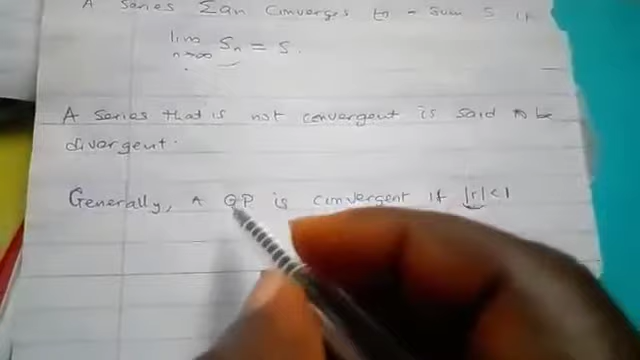 A series Σan converges to a sum S if
lim Sn = S.
n→∞
A series that is not convergent is said to be
divergent.
Generally, A GP is convergent if |r|<1